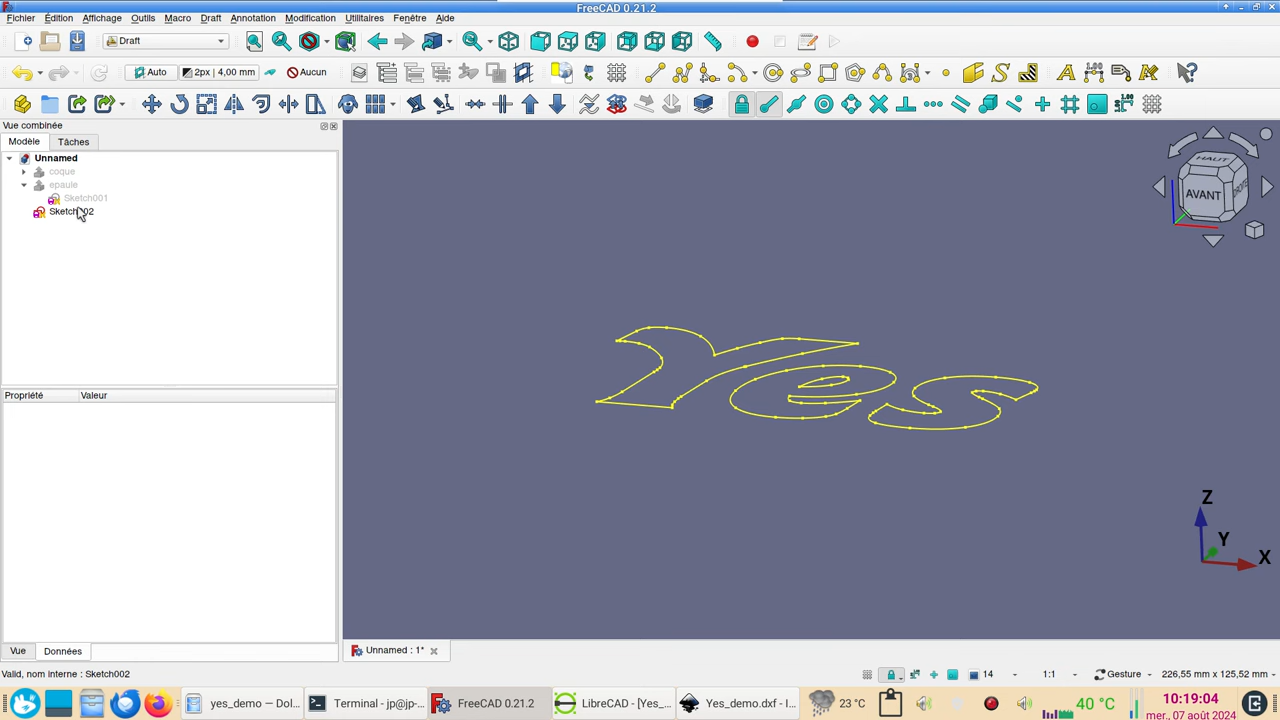 FreeCAD 0.21.2
Fichier Édition Affichage Outils Macro Draft Annotation Modification Utilitaires Fenêtre Aide
Draft
Auto 2px | 4,00 mm Aucun
Vue combinée
Modèle Tâches
Unnamed
coque
epaule
Sketch001
Sketch002
Propriété Valeur
HAUT
AVANT
Yes
Z
Y
X
Vue Données
Unnamed : 1*
Valid, nom interne : Sketch002
14 1:1 Gesture 226,55 mm x 125,52 mm
yes_demo — Dol... Terminal - jp@jp-... FreeCAD 0.21.2 LibreCAD - [Yes_... Yes_demo.dxf - I... 23 °C 40 °C 10:19:04
mer., 07 août 2024